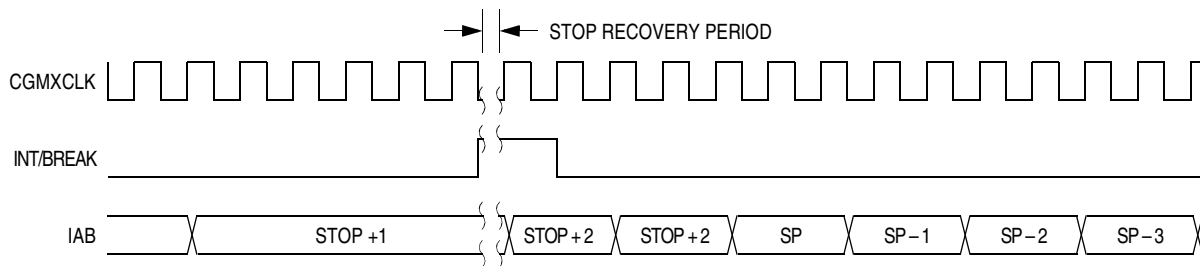 STOP RECOVERY PERIOD
CGMXCLK
INT/BREAK
IAB STOP +1 STOP + 2 STOP + 2 SP SP – 1 SP – 2 SP – 3